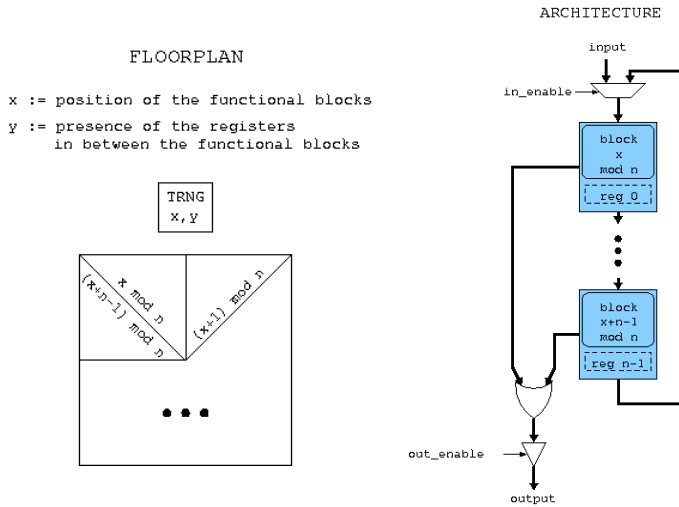 FLOORPLAN
x := position of the functional blocks
y := presence of the registers
in between the functional blocks
TRNG
x,y
x mod n
(x+n-1) mod n
(x+1) mod n
ARCHITECTURE
input
in_enable
block
x
mod n
reg 0
block
x+n-1
mod n
reg n-1
out_enable
output